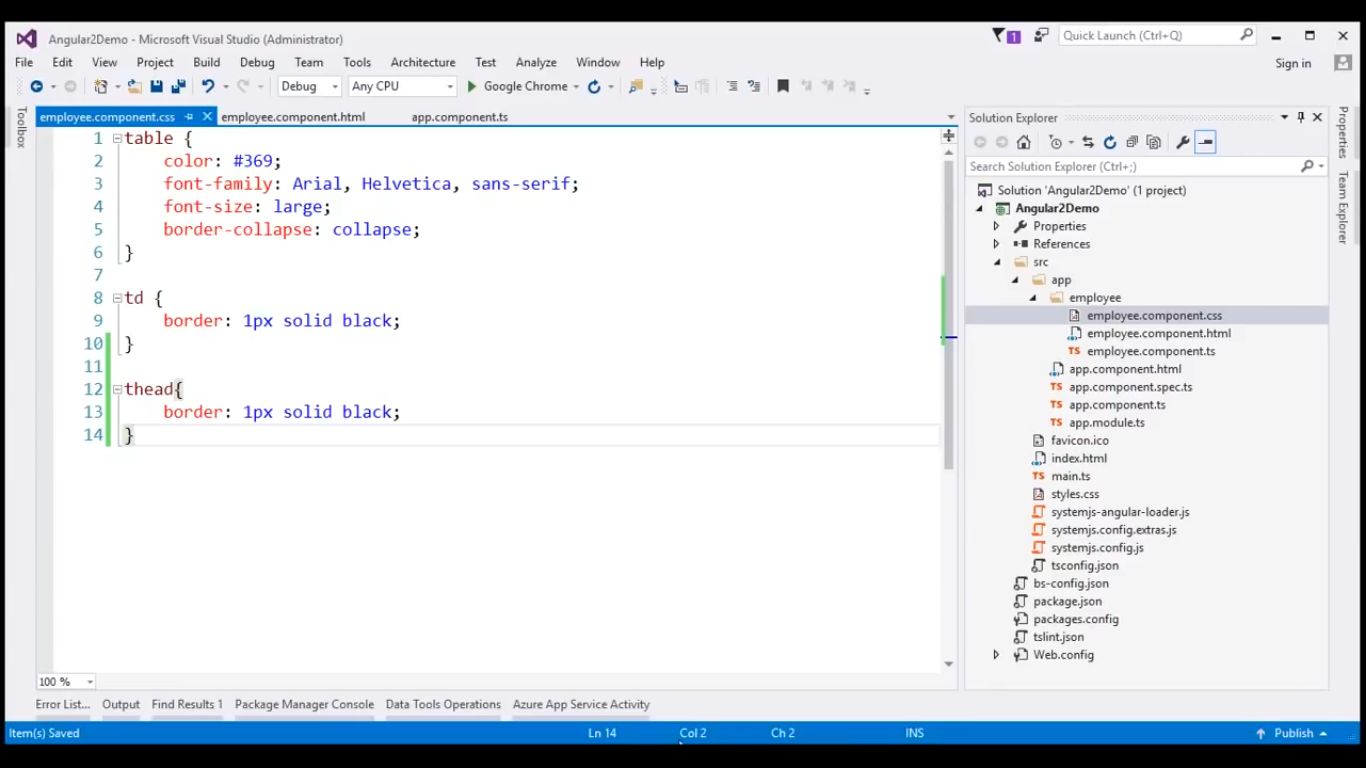 Angular2Demo - Microsoft Visual Studio (Administrator)
1
Quick Launch (Ctrl+Q)
File Edit View Project Build Debug Team Tools Architecture Test Analyze Window Help
Sign in
Debug Any CPU Google Chrome
Toolbox
employee.component.css employee.component.html app.component.ts
1 table {
2 color: #369;
3 font-family: Arial, Helvetica, sans-serif;
4 font-size: large;
5 border-collapse: collapse;
6 }
7
8 td {
9 border: 1px solid black;
10 }
11
12 thead{
13 border: 1px solid black;
14 }
100 %
Solution Explorer
Search Solution Explorer (Ctrl+;)
Solution 'Angular2Demo' (1 project)
Angular2Demo
Properties
References
src
app
employee
employee.component.css
employee.component.html
employee.component.ts
app.component.html
app.component.spec.ts
app.component.ts
app.module.ts
favicon.ico
index.html
main.ts
styles.css
systemjs-angular-loader.js
systemjs.config.extras.js
systemjs.config.js
tsconfig.json
bs-config.json
package.json
packages.config
tslint.json
Web.config
Properties
Team Explorer
Error List... Output Find Results 1 Package Manager Console Data Tools Operations Azure App Service Activity
Item(s) Saved Ln 14 Col 2 Ch 2 INS Publish